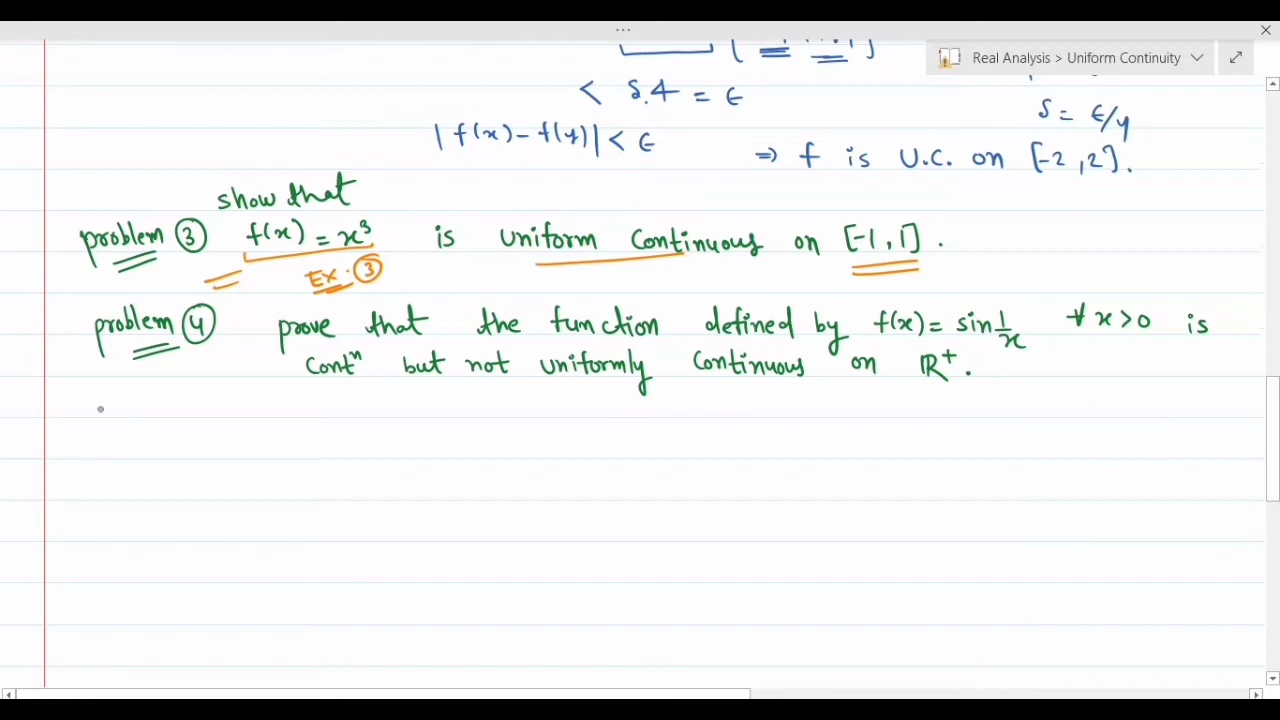 Real Analysis > Uniform Continuity
< δ.4 = ε
δ = ε/4
|f(x)-f(y)| < ε
⇒ f is U.C. on [-2,2].
show that
problem ③ f(x) = x³ is uniform continuous on [-1,1].
EX. ③
problem ④ prove that the function defined by f(x) = sin 1/x ∀ x>0 is
contⁿ but not uniformly continuous on ℝ⁺.